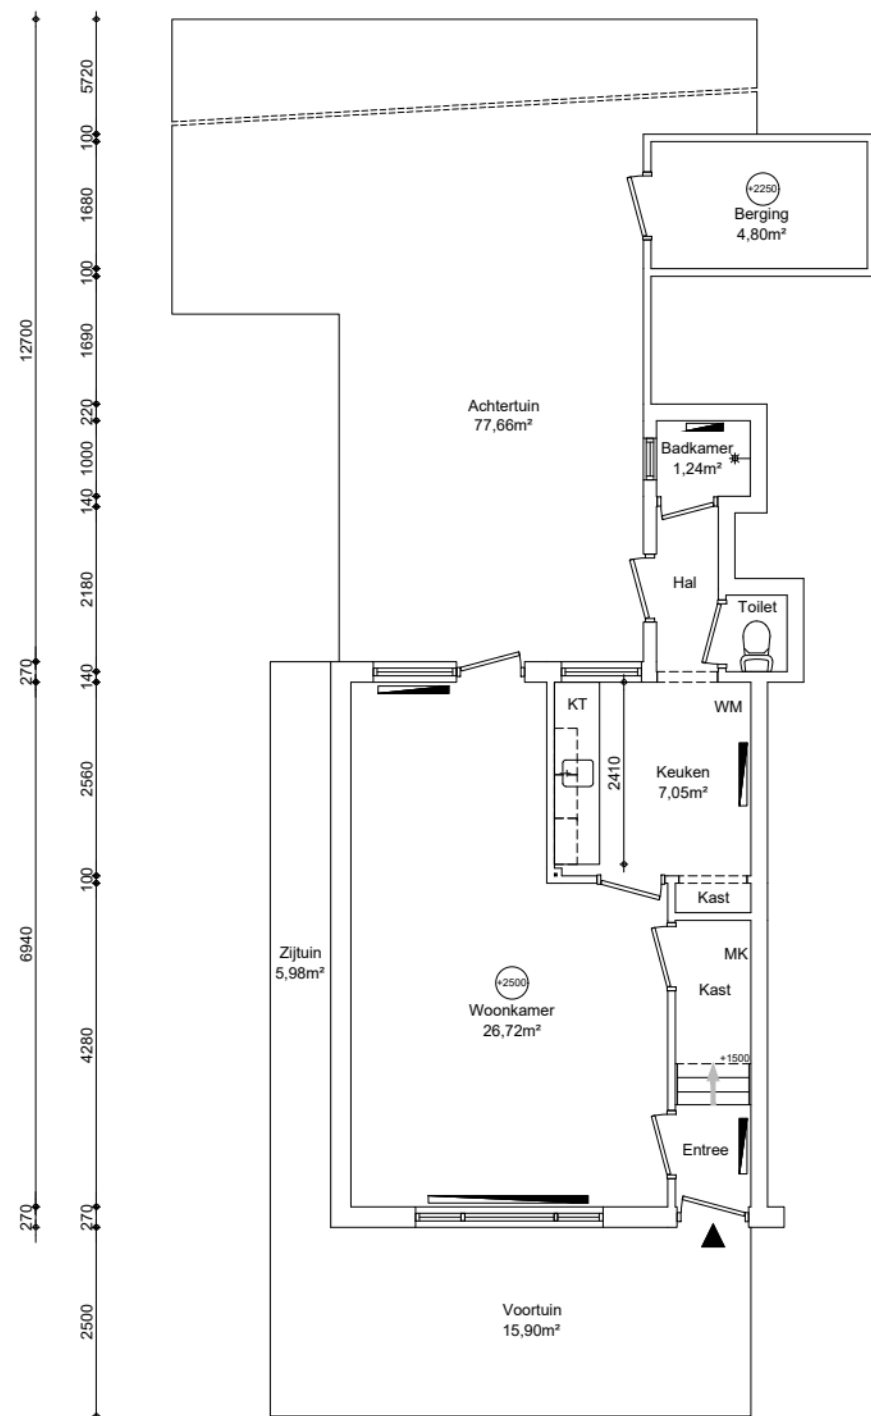 5720
100
1680
100
12700
1690
220
1000
140
2180
270
140
2560
100
6940
4280
270
270
2500
+2250
Berging
4,80m²
Achtertuin
77,66m²
Badkamer
1,24m²
Hal
Toilet
KT
WM
2410
Keuken
7,05m²
Kast
MK
Kast
Zijtuin
5,98m²
+2500
Woonkamer
26,72m²
+1500
Entree
Voortuin
15,90m²